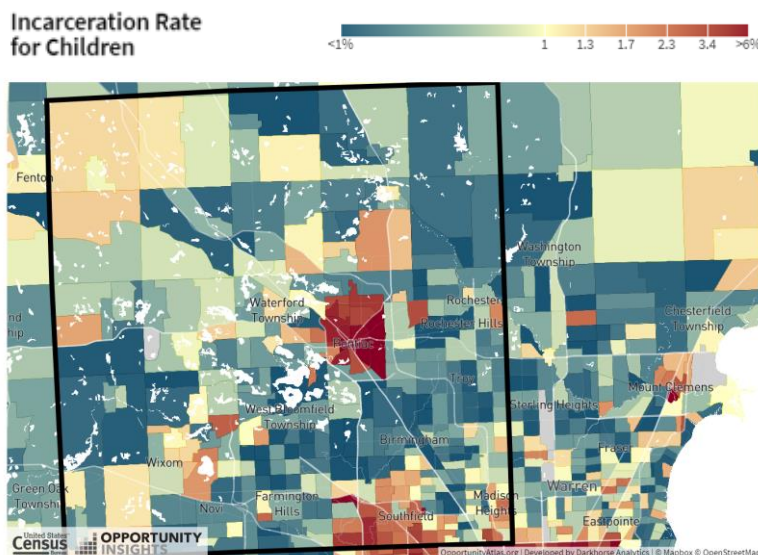 Incarceration Rate
for Children
<1% 1 1.3 1.7 2.3 3.4 >6%
Fenton
Washington
Township
Waterford
Township
Rochester
Rochester Hills
Chesterfield
Township
nd
hip
Pontiac
Troy
Mount Clemens
West Bloomfield
Township
Sterling Heights
Birmingham
Fraser
Wixom
Green Oak
Township
Novi
Farmington
Hills
Southfield
Madison
Heights
Warren
Eastpointe
United States
Census
OPPORTUNITY
INSIGHTS
OpportunityAtlas.org | Developed by Darkhorse Analytics | © Mapbox © OpenStreetMap